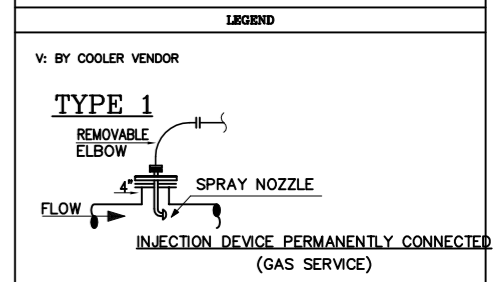 LEGEND
V: BY COOLER VENDOR
TYPE 1
REMOVABLE
ELBOW
4"
SPRAY NOZZLE
FLOW
INJECTION DEVICE PERMANENTLY CONNECTED
(GAS SERVICE)